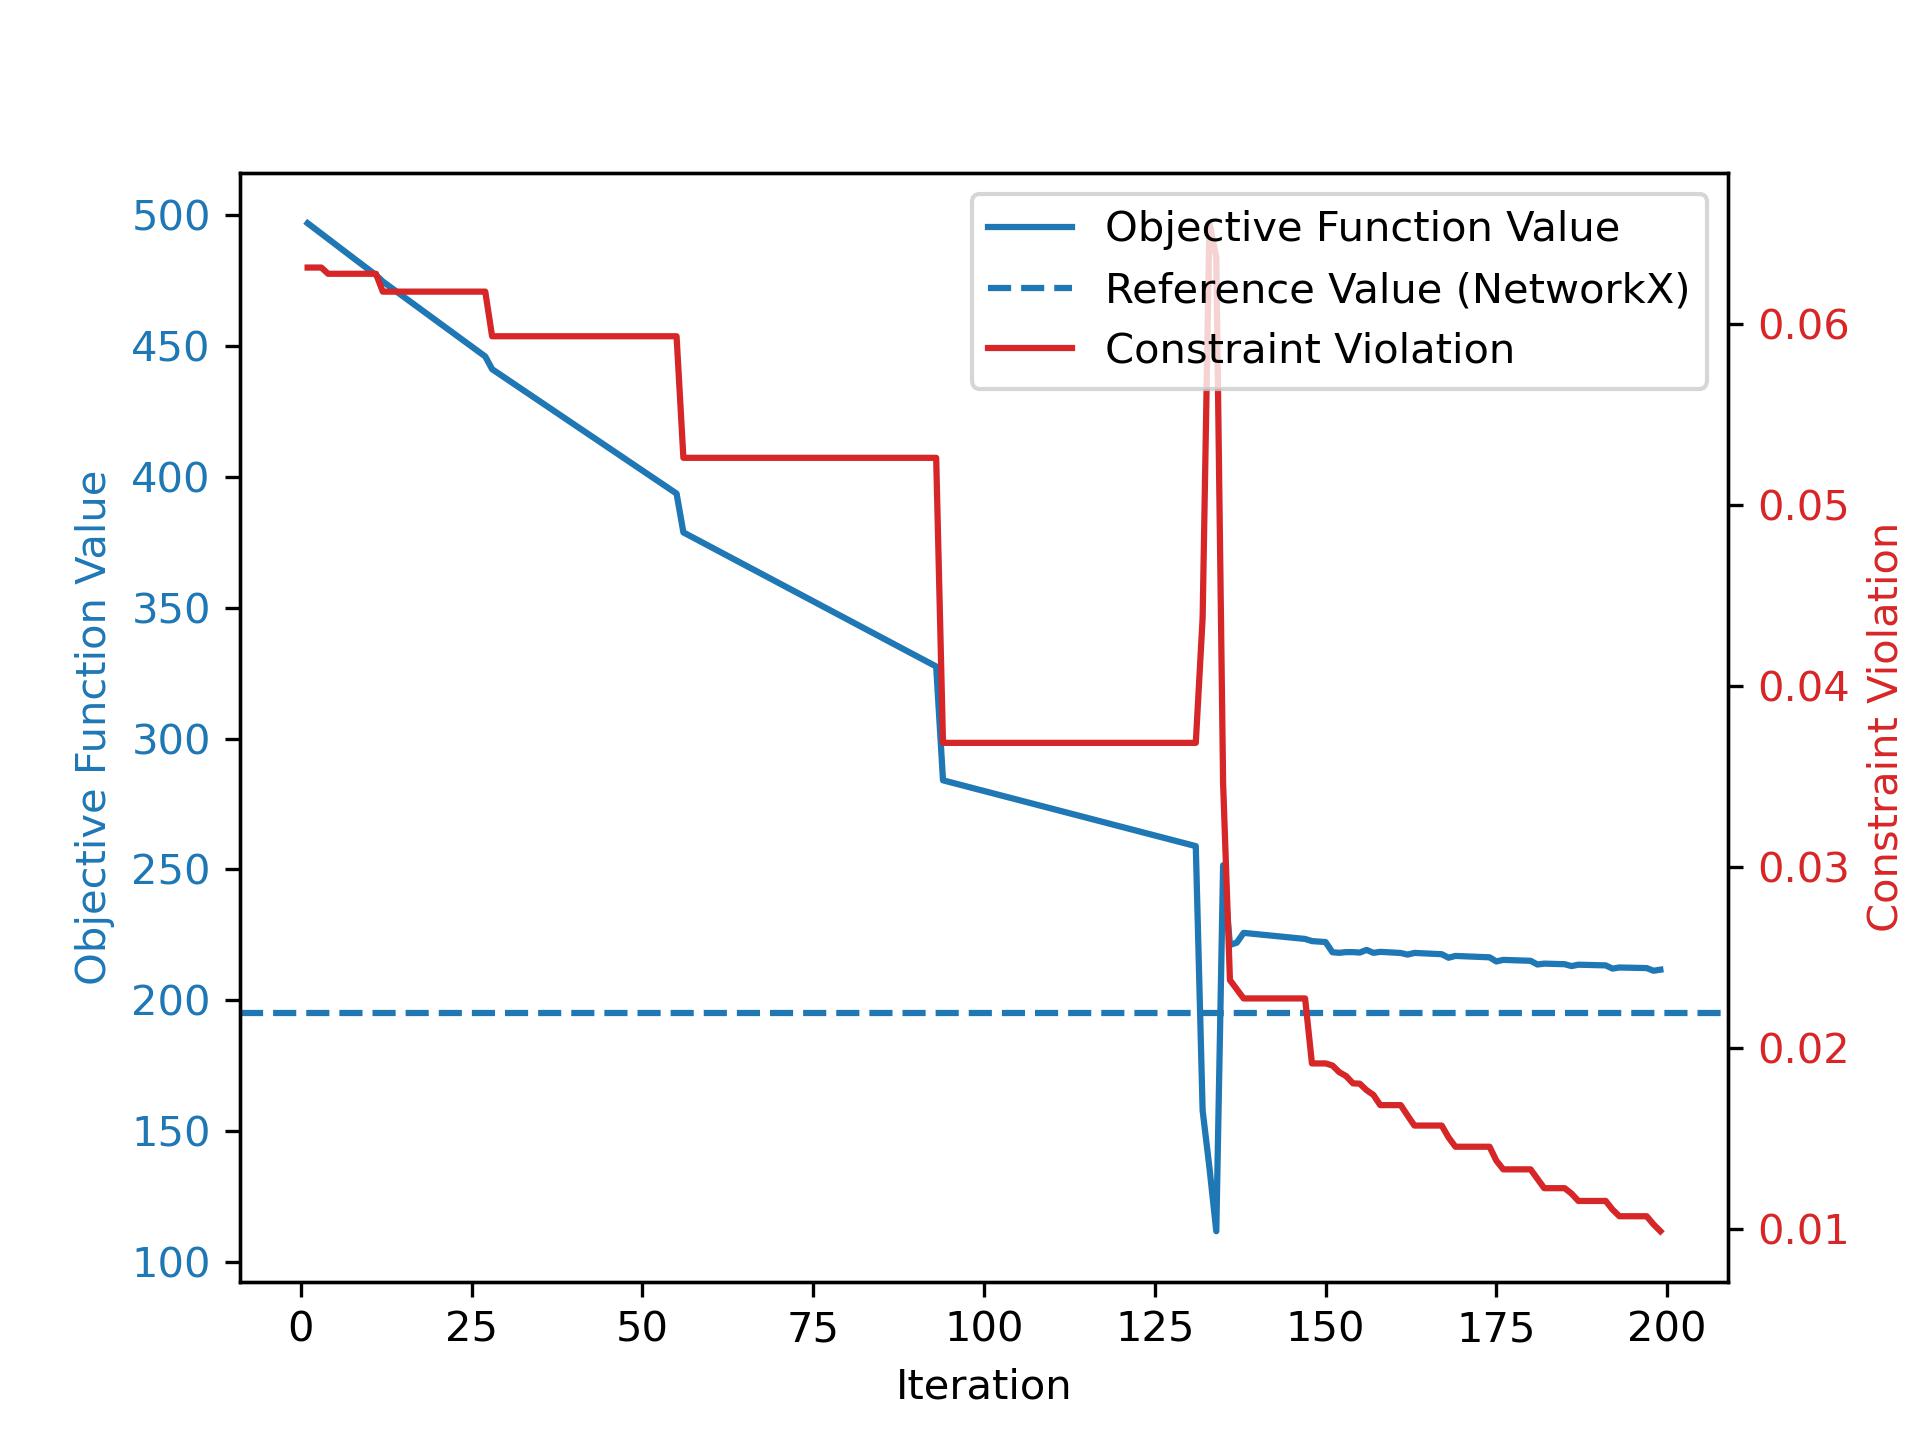 Objective Function Value
Reference Value (NetworkX)
Constraint Violation
500
450
400
350
300
250
200
150
100
Objective Function Value
0.06
0.05
0.04
0.03
0.02
0.01
Constraint Violation
0 25 50 75 100 125 150 175 200
Iteration